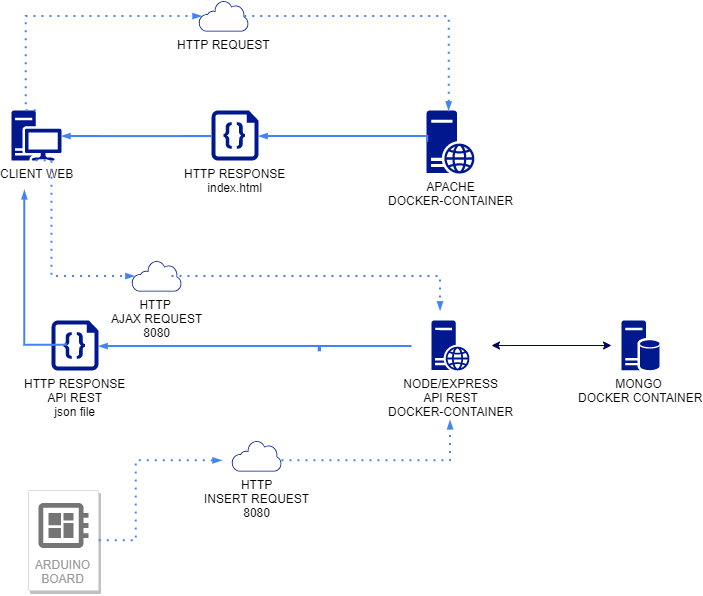 HTTP REQUEST
CLIENT WEB
HTTP RESPONSE
index.html
APACHE
DOCKER-CONTAINER
HTTP
AJAX REQUEST
8080
HTTP RESPONSE
API REST
json file
NODE/EXPRESS
API REST
DOCKER-CONTAINER
MONGO
DOCKER CONTAINER
HTTP
INSERT REQUEST
8080
ARDUINO
BOARD